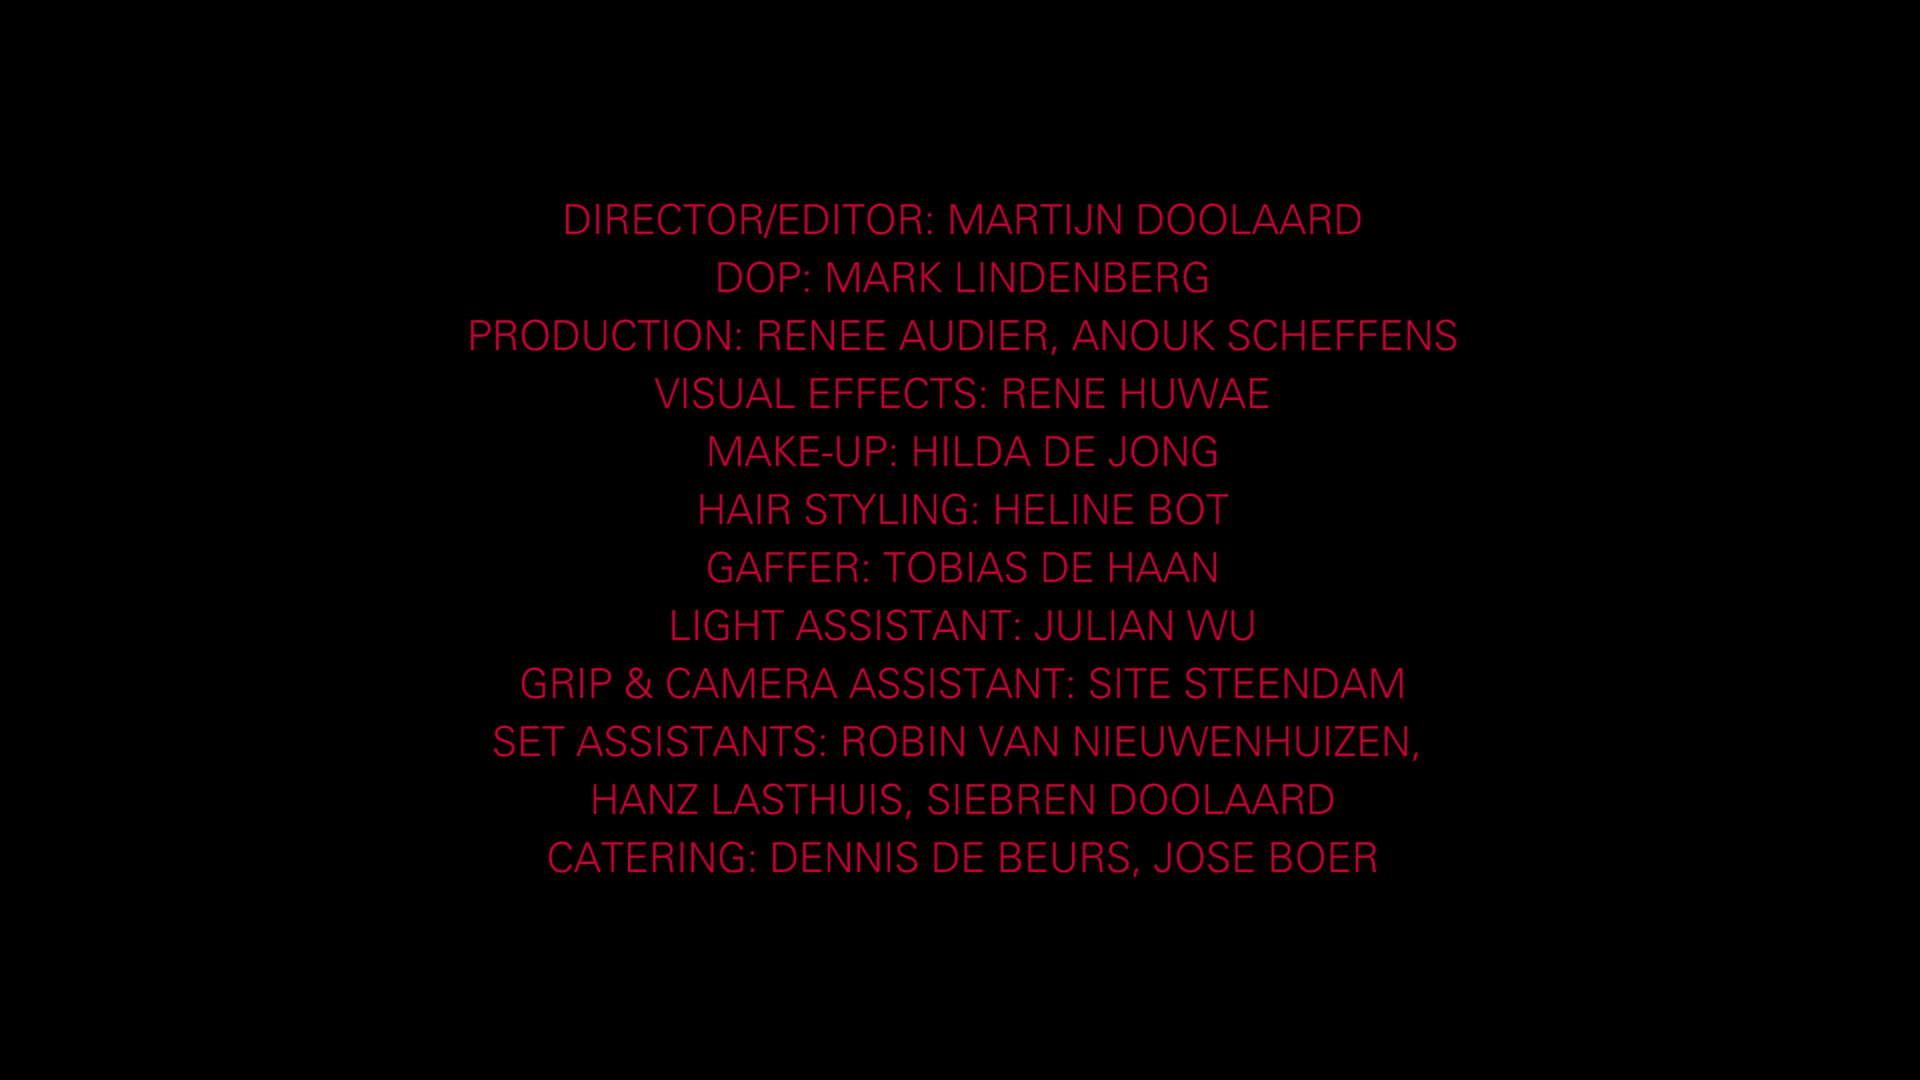 DIRECTOR/EDITOR: MARTIJN DOOLAARD
DOP: MARK LINDENBERG
PRODUCTION: RENEE AUDIER, ANOUK SCHEFFENS
VISUAL EFFECTS: RENE HUWAE
MAKE-UP: HILDA DE JONG
HAIR STYLING: HELINE BOT
GAFFER: TOBIAS DE HAAN
LIGHT ASSISTANT: JULIAN WU
GRIP & CAMERA ASSISTANT: SITE STEENDAM
SET ASSISTANTS: ROBIN VAN NIEUWENHUIZEN,
HANZ LASTHUIS, SIEBREN DOOLAARD
CATERING: DENNIS DE BEURS, JOSE BOER